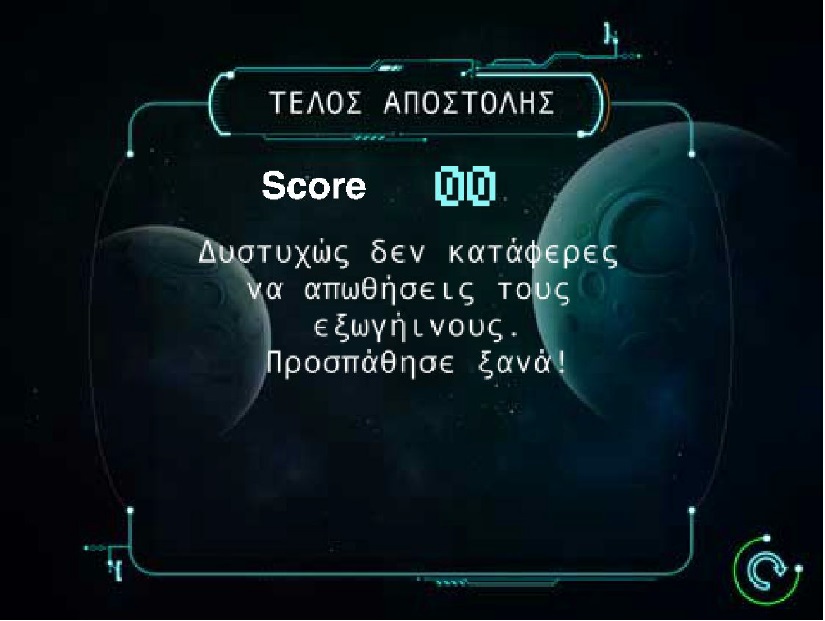 ΤΕΛΟΣ ΑΠΟΣΤΟΛΗΣ
Score 00
Δυστυχώς δεν κατάφερες
να απωθήσεις τους
εξωγήινους.
Προσπάθησε ξανά!